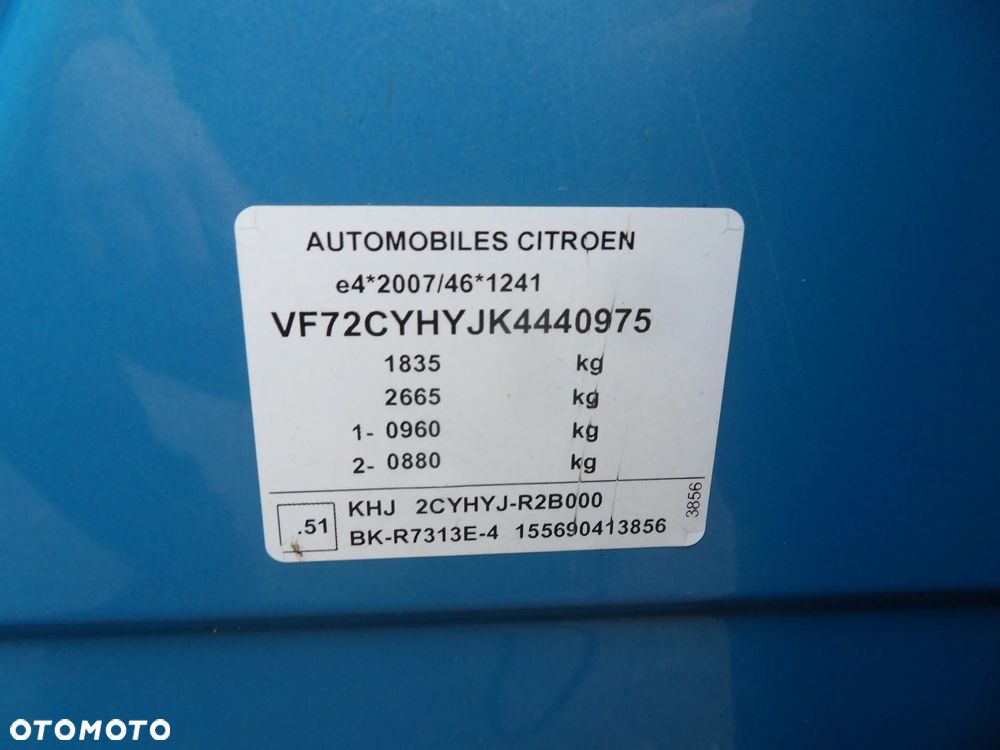 AUTOMOBILES CITROEN
e4*2007/46*1241
VF72CYHYJK4440975
1835 kg
2665 kg
1- 0960 kg
2- 0880 kg
.51
KHJ 2CYHYJ-R2B000
BK-R7313E-4 155690413856
3856
OTOMOTO